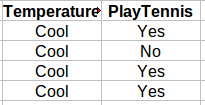 Temperature PlayTennis
Cool Yes
Cool No
Cool Yes
Cool Yes